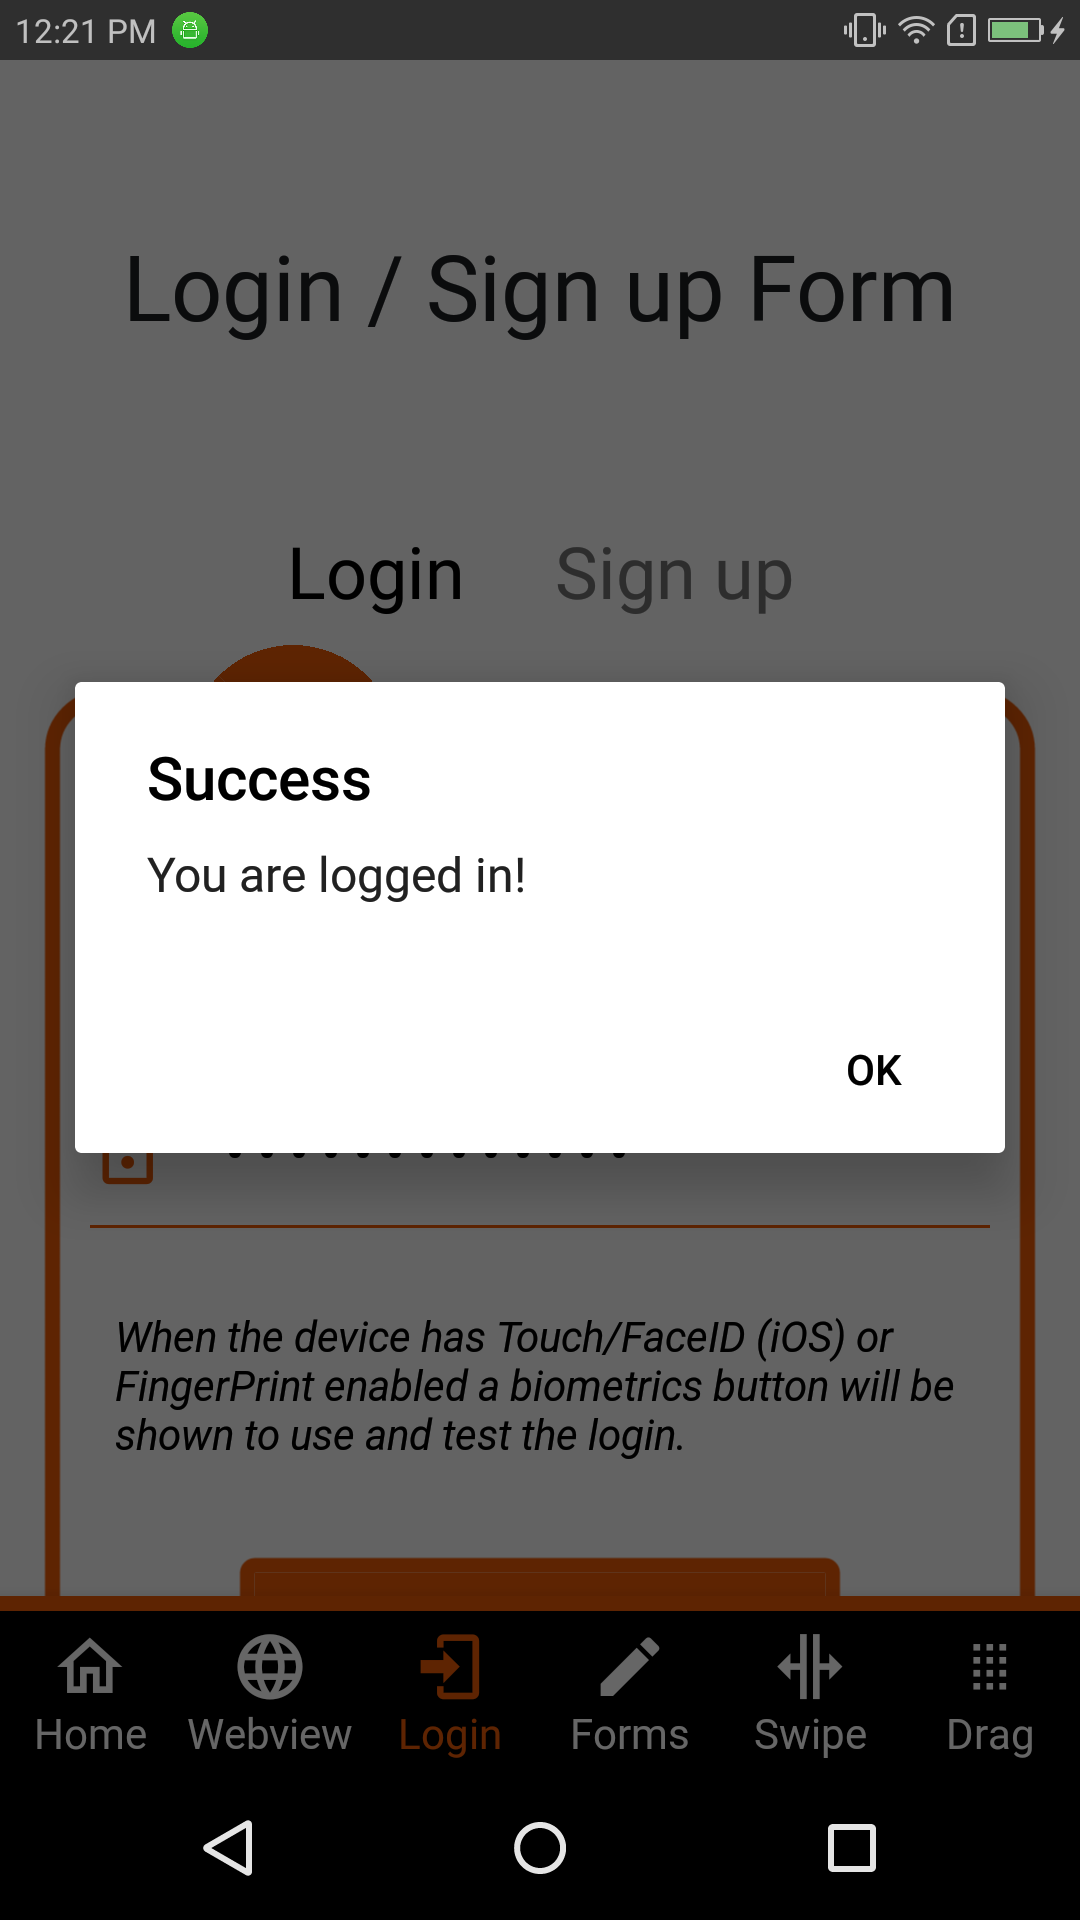 12:21 PM
Login / Sign up Form
Login Sign up
Success
You are logged in!
OK
When the device has Touch/FaceID (iOS) or
FingerPrint enabled a biometrics button will be
shown to use and test the login.
Home Webview Login Forms Swipe Drag